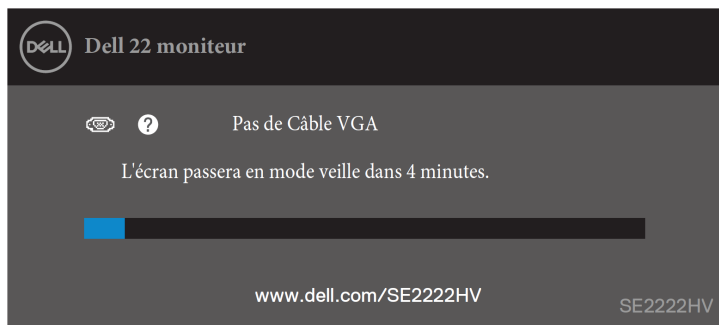 DELL Dell 22 moniteur
? Pas de Câble VGA
L'écran passera en mode veille dans 4 minutes.
www.dell.com/SE2222HV
SE2222HV